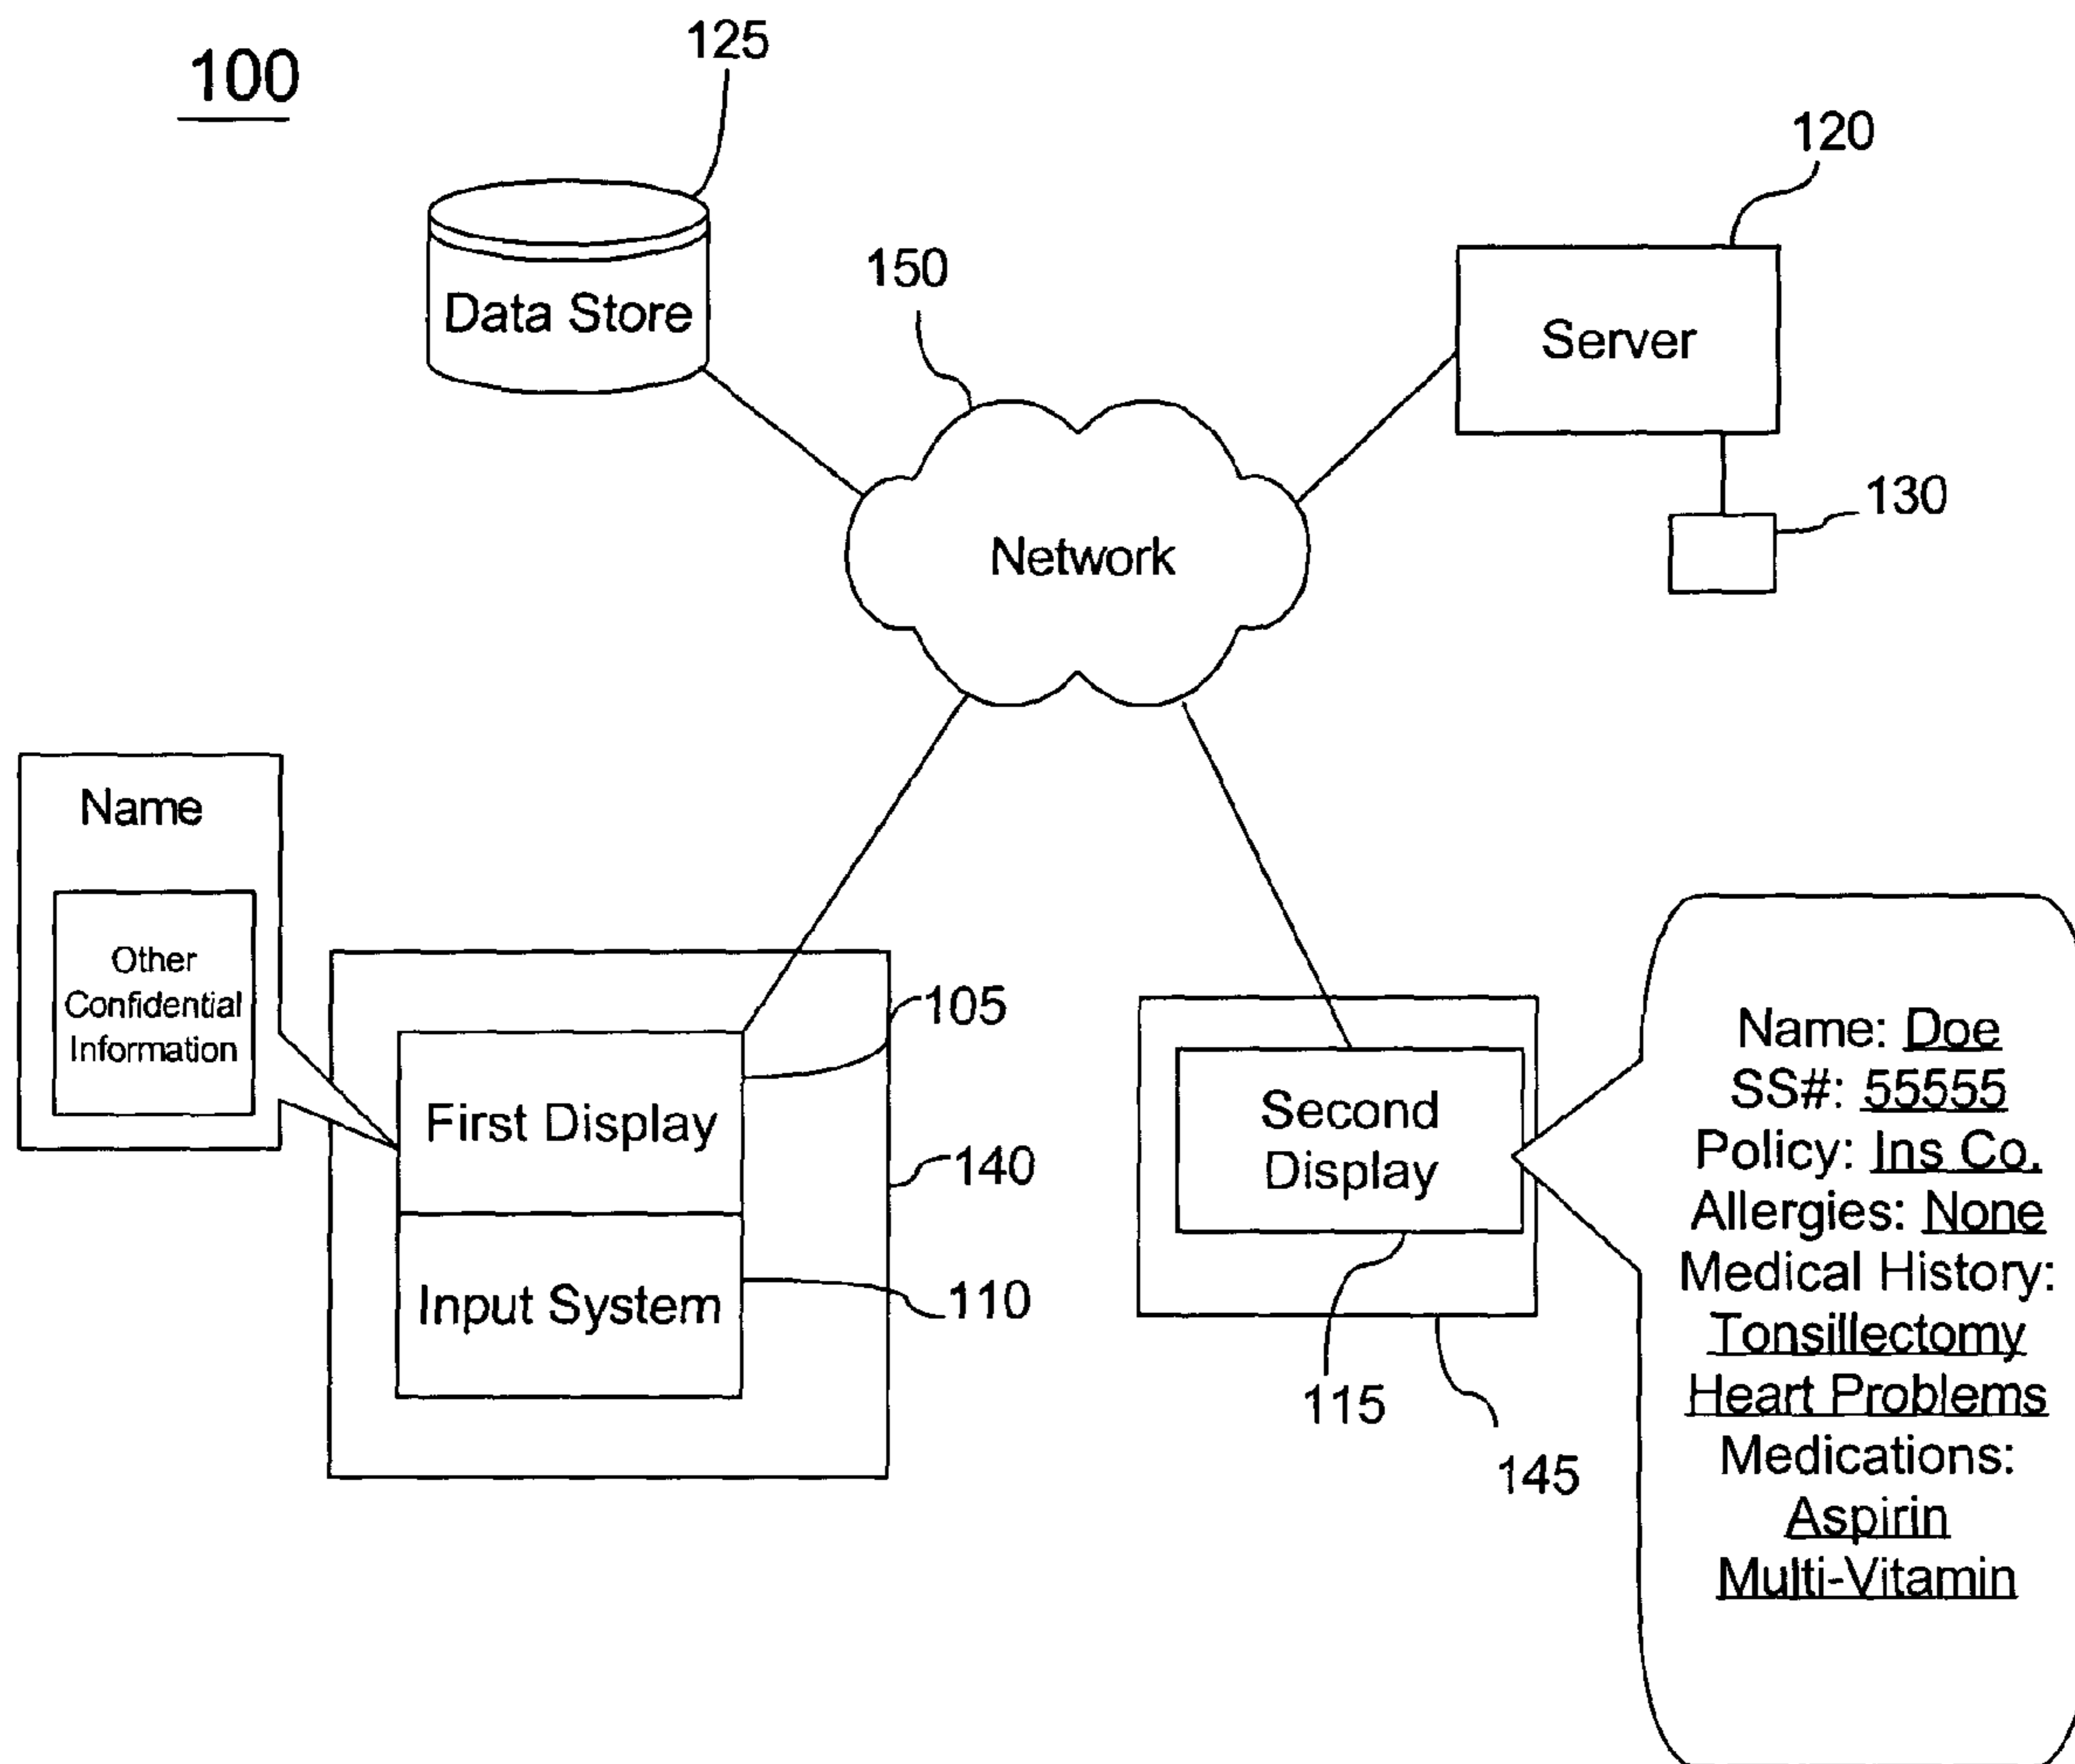 100
125
120
Data Store
150
Server
130
Network
Name
Other
Confidential
Information
105
First Display
140
Input System
110
Second
Display
115
145
Name: Doe
SS#: 55555
Policy: Ins Co.
Allergies: None
Medical History:
Tonsillectomy
Heart Problems
Medications:
Aspirin
Multi-Vitamin